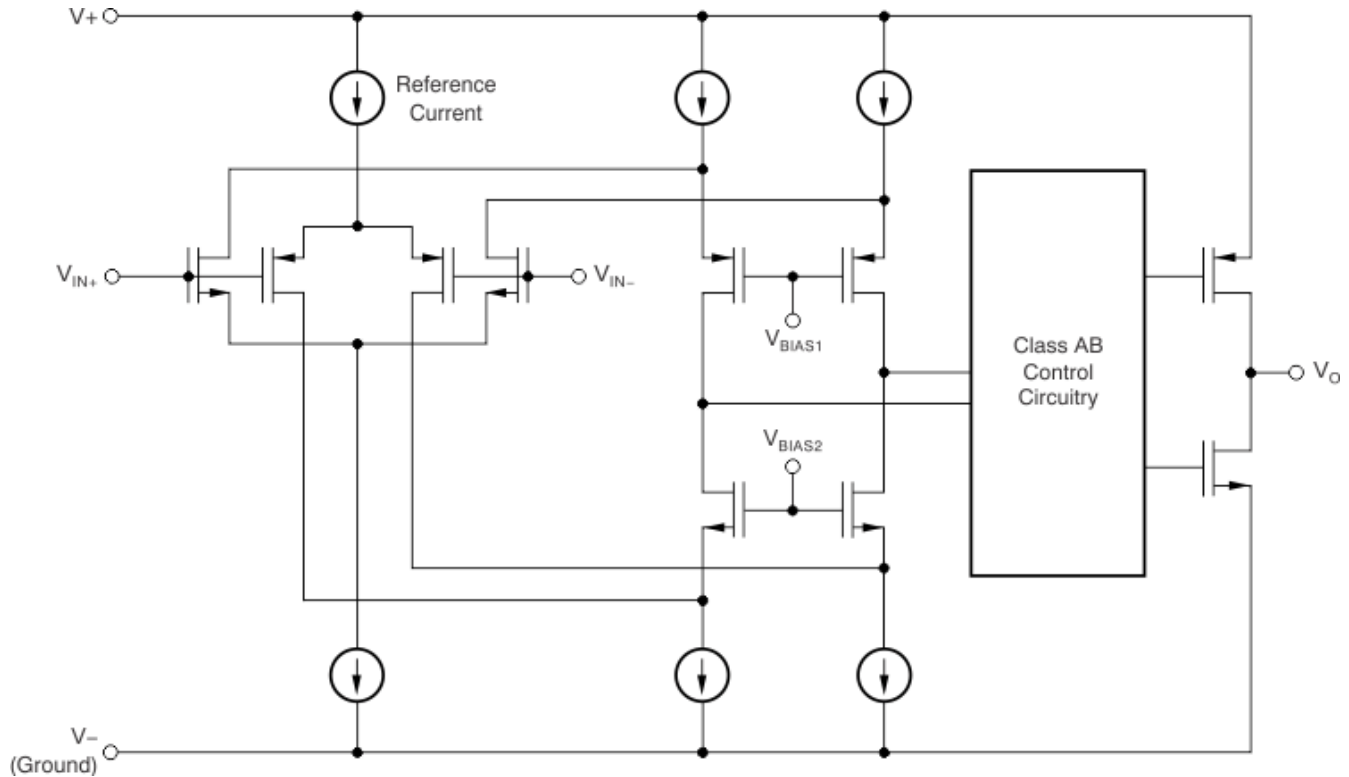 V+
Reference
Current
VIN+
VIN−
VBIAS1
Class AB
Control
Circuitry
VO
VBIAS2
V−
(Ground)